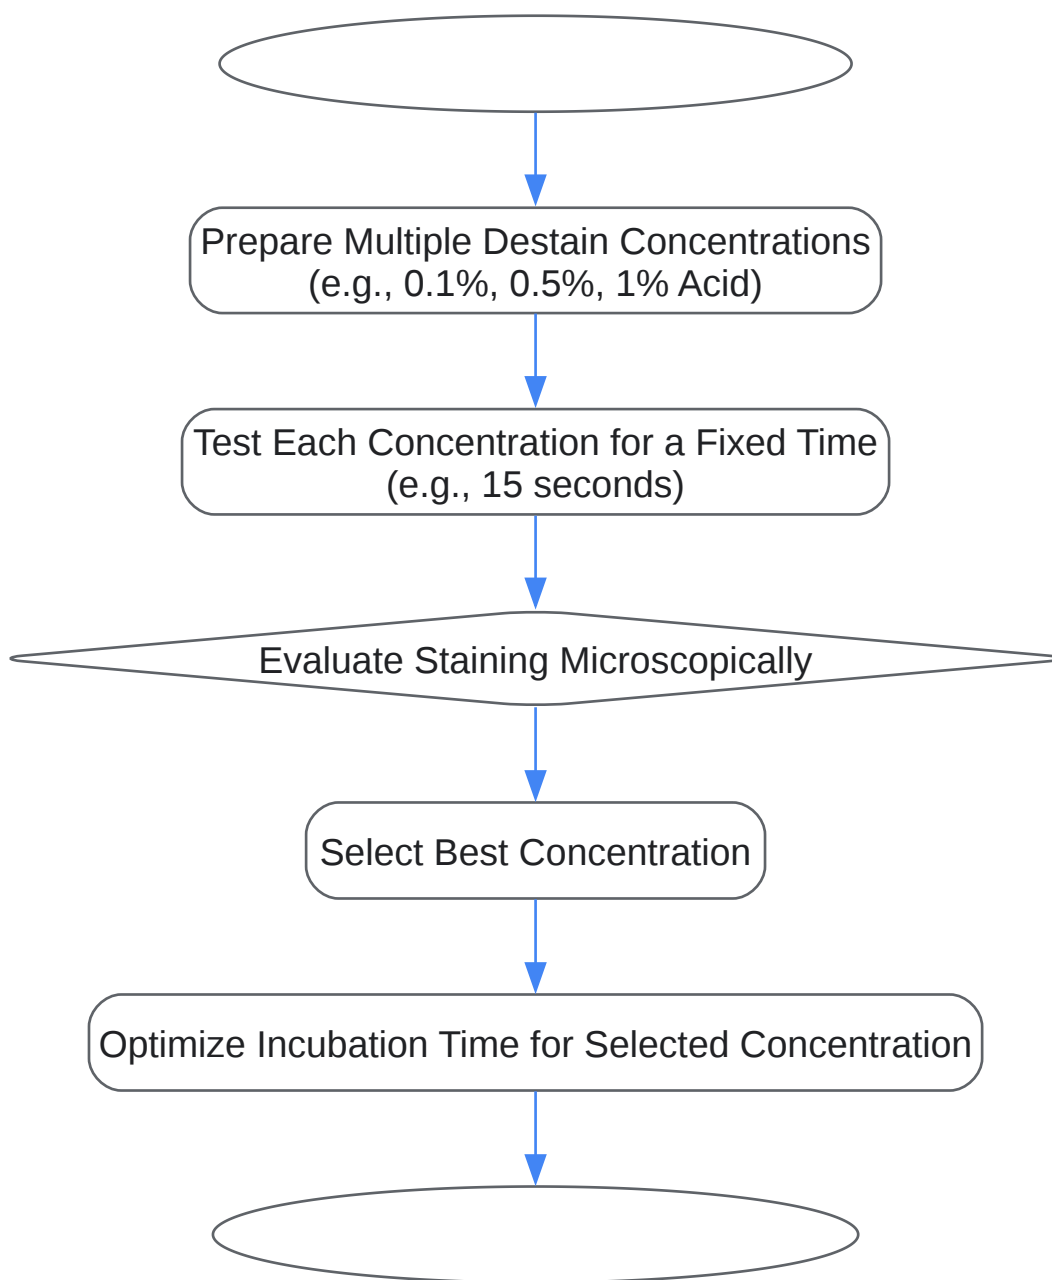 Prepare Multiple Destain Concentrations
(e.g., 0.1%, 0.5%, 1% Acid)
Test Each Concentration for a Fixed Time
(e.g., 15 seconds)
Evaluate Staining Microscopically
Select Best Concentration
Optimize Incubation Time for Selected Concentration